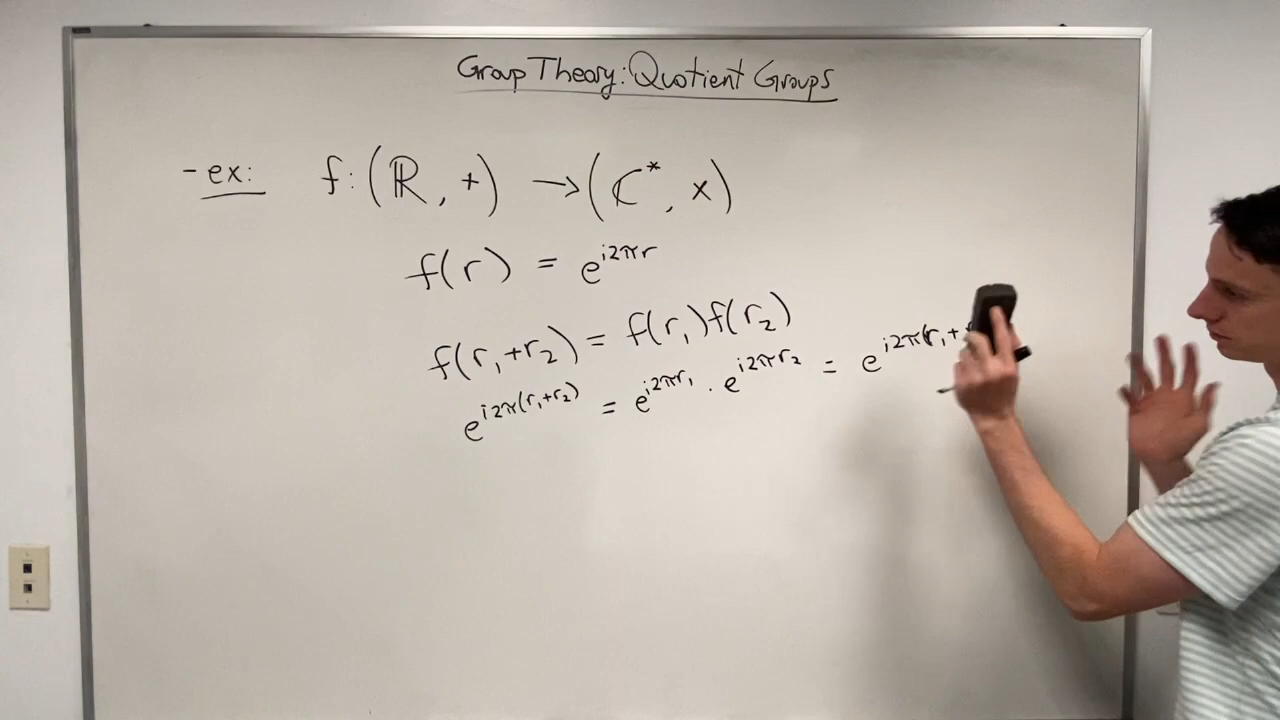 Group Theory: Quotient Groups
- ex: f: (ℝ, +) → (ℂ*, x)
f(r) = e^{i2πr}
f(r₁+r₂) = f(r₁)f(r₂)
e^{i2π(r₁+r₂)} = e^{i2πr₁} · e^{i2πr₂} = e^{i2π(r₁+